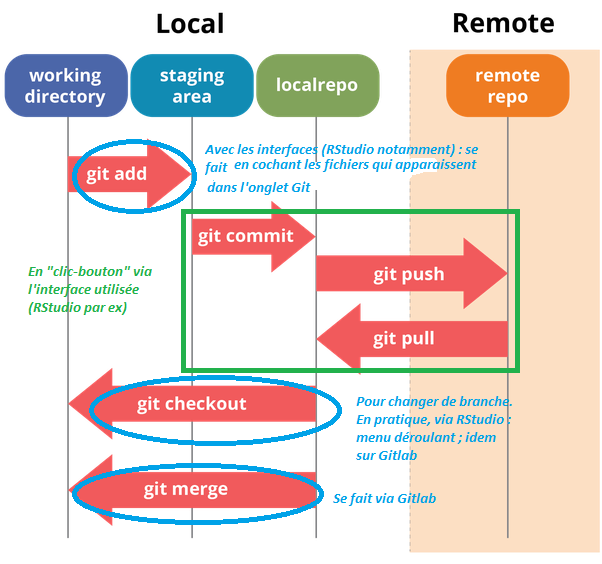 Local
Remote
working
directory
staging
area
localrepo
remote
repo
git add
Avec les interfaces (RStudio notamment) : se
fait en cochant les fichiers qui apparaissent
dans l'onglet Git
git commit
En "clic-bouton" via
l'interface utilisée
(RStudio par ex)
git push
git pull
git checkout
Pour changer de branche.
En pratique, via RStudio :
menu déroulant ; idem
sur Gitlab
git merge
Se fait via Gitlab